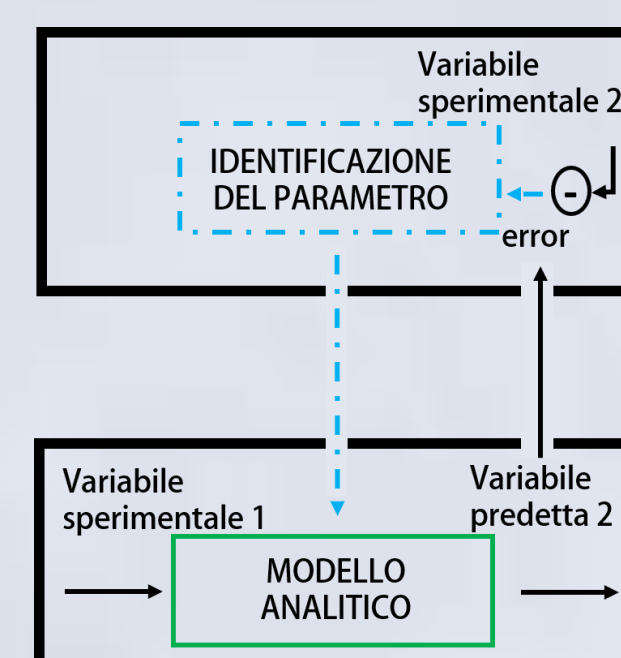 Variabile
sperimentale 2
IDENTIFICAZIONE
DEL PARAMETRO
-
error
Variabile
sperimentale 1
Variabile
predetta 2
MODELLO
ANALITICO